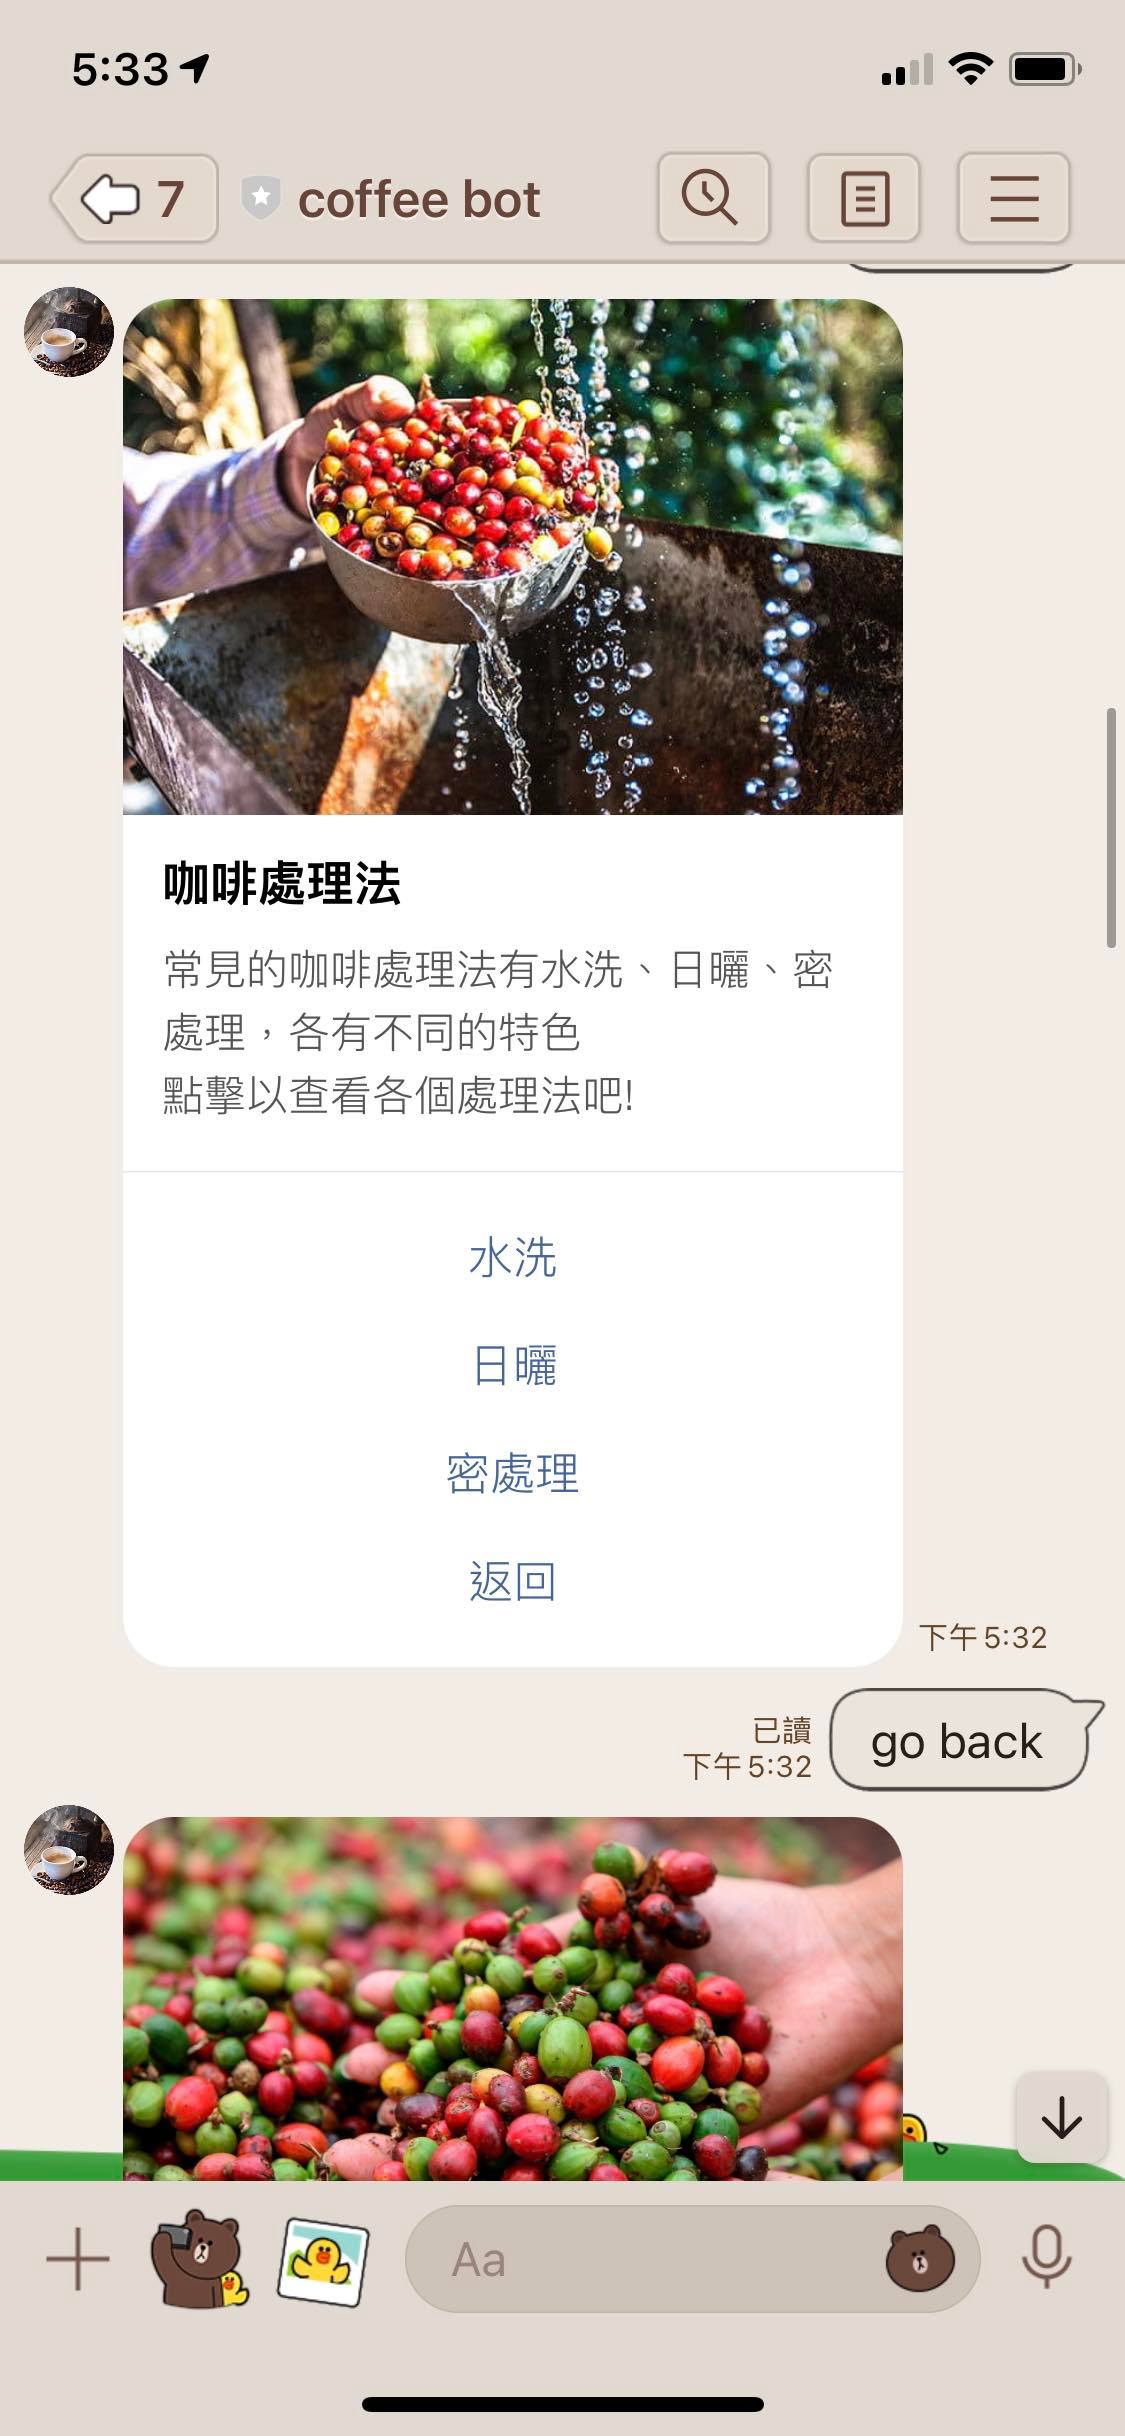 5:33
7
coffee bot
咖啡處理法
常見的咖啡處理法有水洗、日曬、密
處理，各有不同的特色
點擊以查看各個處理法吧!
水洗
日曬
密處理
返回
下午 5:32
已讀
下午 5:32
go back
Aa